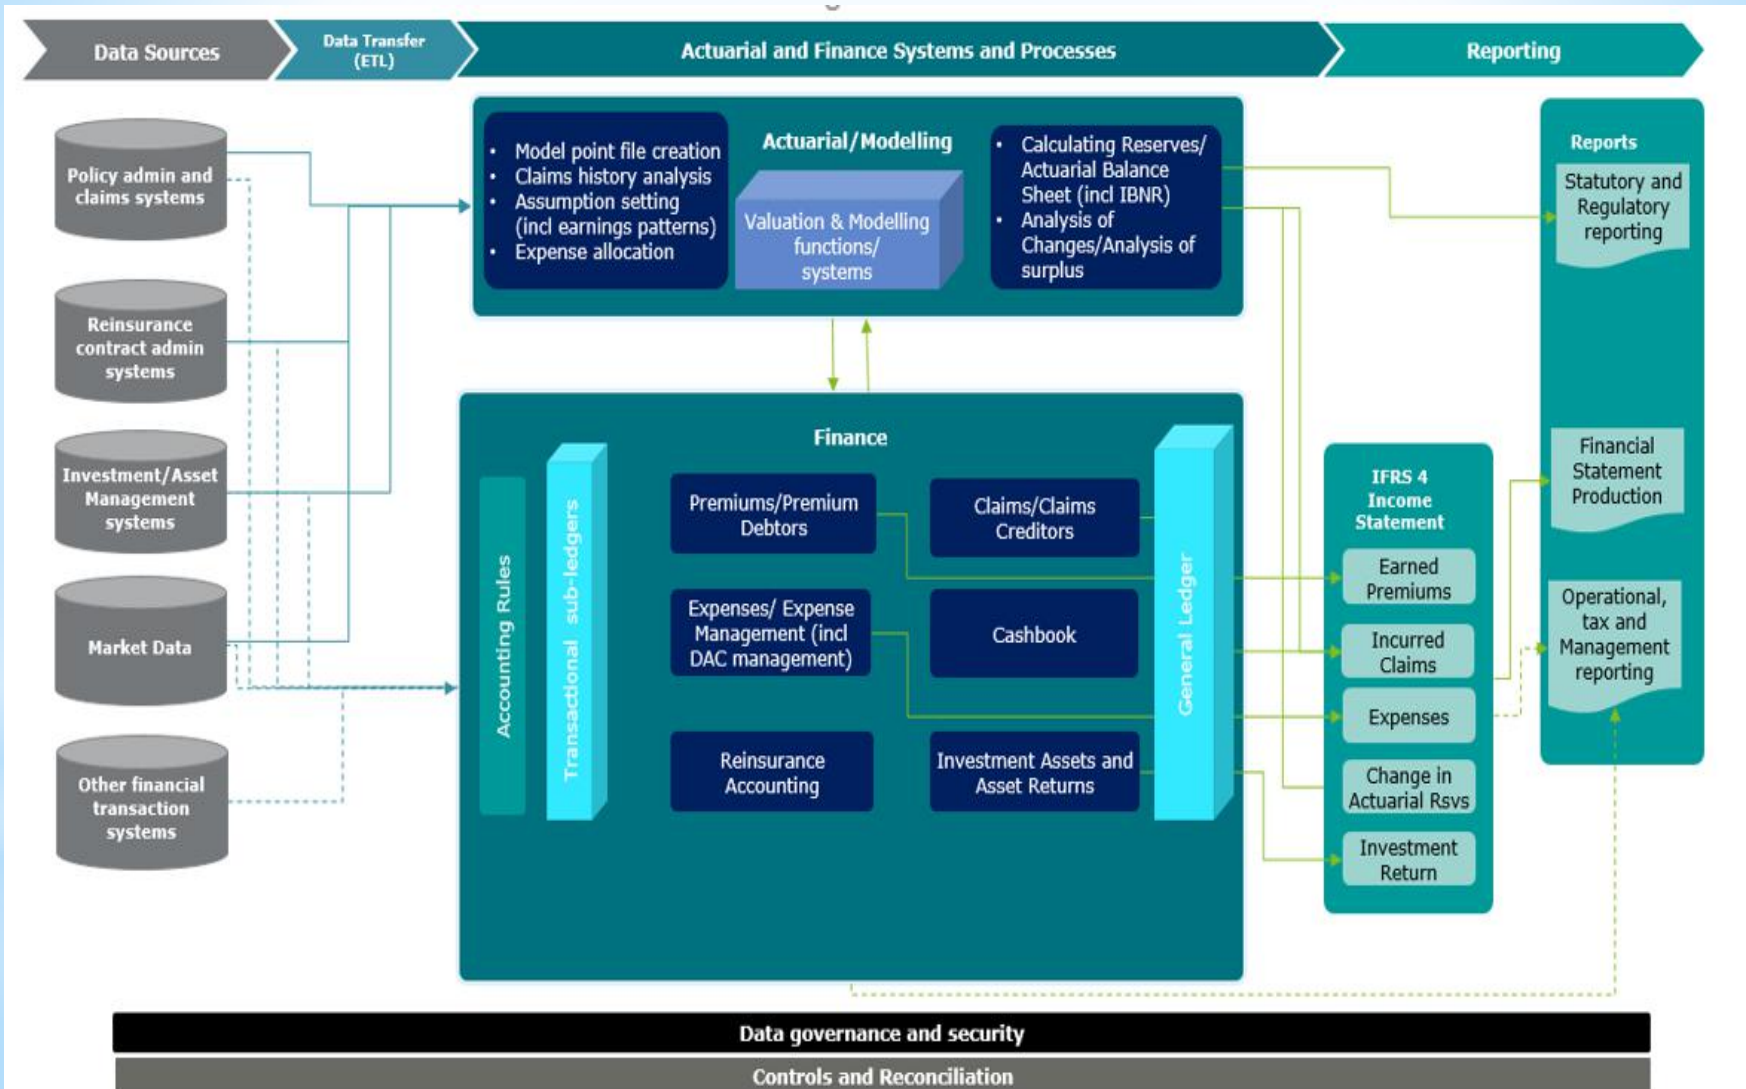 Data Sources
Data Transfer
(ETL)
Actuarial and Finance Systems and Processes
Reporting
Policy admin and
claims systems
Reinsurance
contract admin
systems
Investment/Asset
Management
systems
Market Data
Other financial
transaction
systems
• Model point file creation
• Claims history analysis
• Assumption setting
(incl earnings patterns)
• Expense allocation
Actuarial/Modelling
Valuation & Modelling
functions/
systems
• Calculating Reserves/
Actuarial Balance
Sheet (incl IBNR)
• Analysis of
Changes/Analysis of
surplus
Finance
Accounting Rules
Transactional sub-ledgers
Premiums/Premium
Debtors
Claims/Claims
Creditors
Expenses/ Expense
Management (incl
DAC management)
Cashbook
Reinsurance
Accounting
Investment Assets and
Asset Returns
General Ledger
IFRS 4
Income
Statement
Earned
Premiums
Incurred
Claims
Expenses
Change in
Actuarial Rsvs
Investment
Return
Reports
Statutory and
Regulatory
reporting
Financial
Statement
Production
Operational,
tax and
Management
reporting
Data governance and security
Controls and Reconciliation